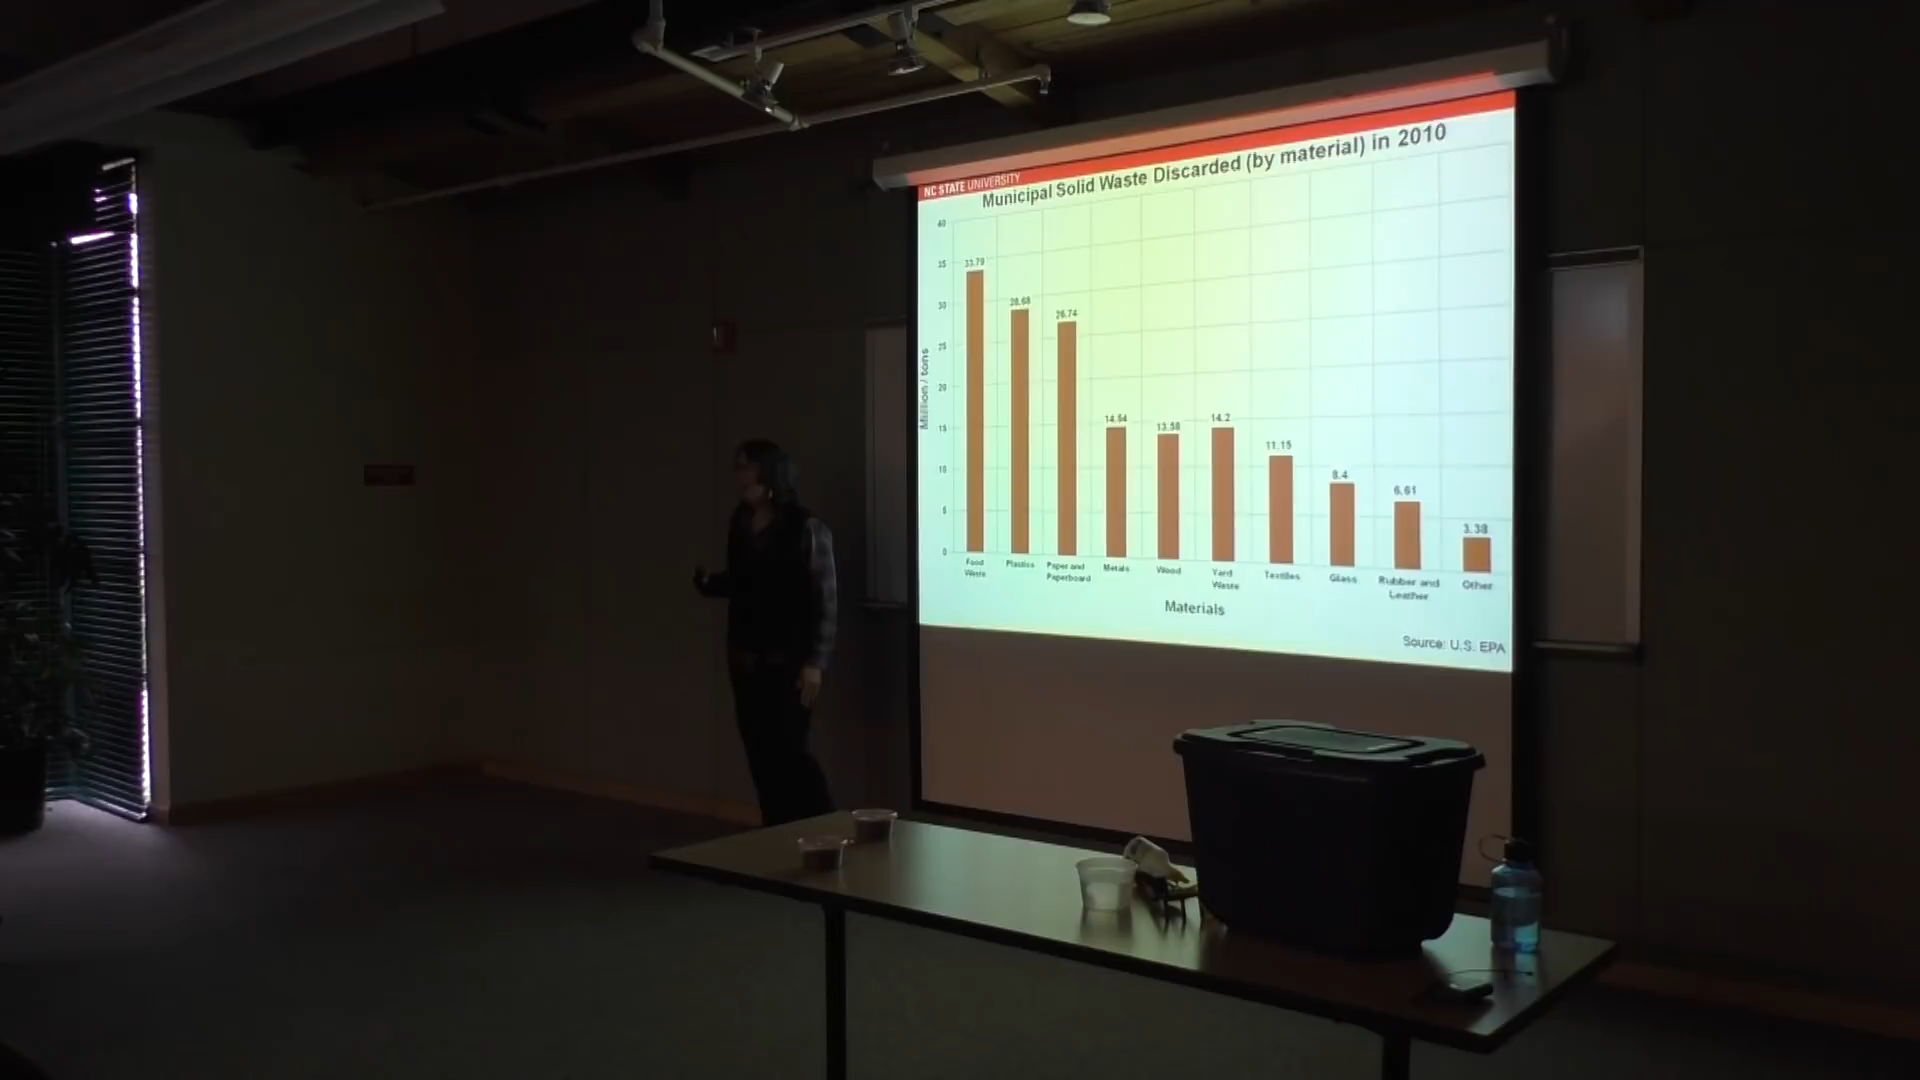 NC STATE UNIVERSITY
Municipal Solid Waste Discarded (by material) in 2010
40
35
30
25
20
15
10
5
0
Million / tons
33.79
28.68
26.74
14.54
13.58
14.2
11.15
8.4
6.61
3.38
Food
Waste
Plastics
Paper and
Paperboard
Metals
Wood
Yard
Waste
Textiles
Glass
Rubber and
Leather
Other
Materials
Source: U.S. EPA